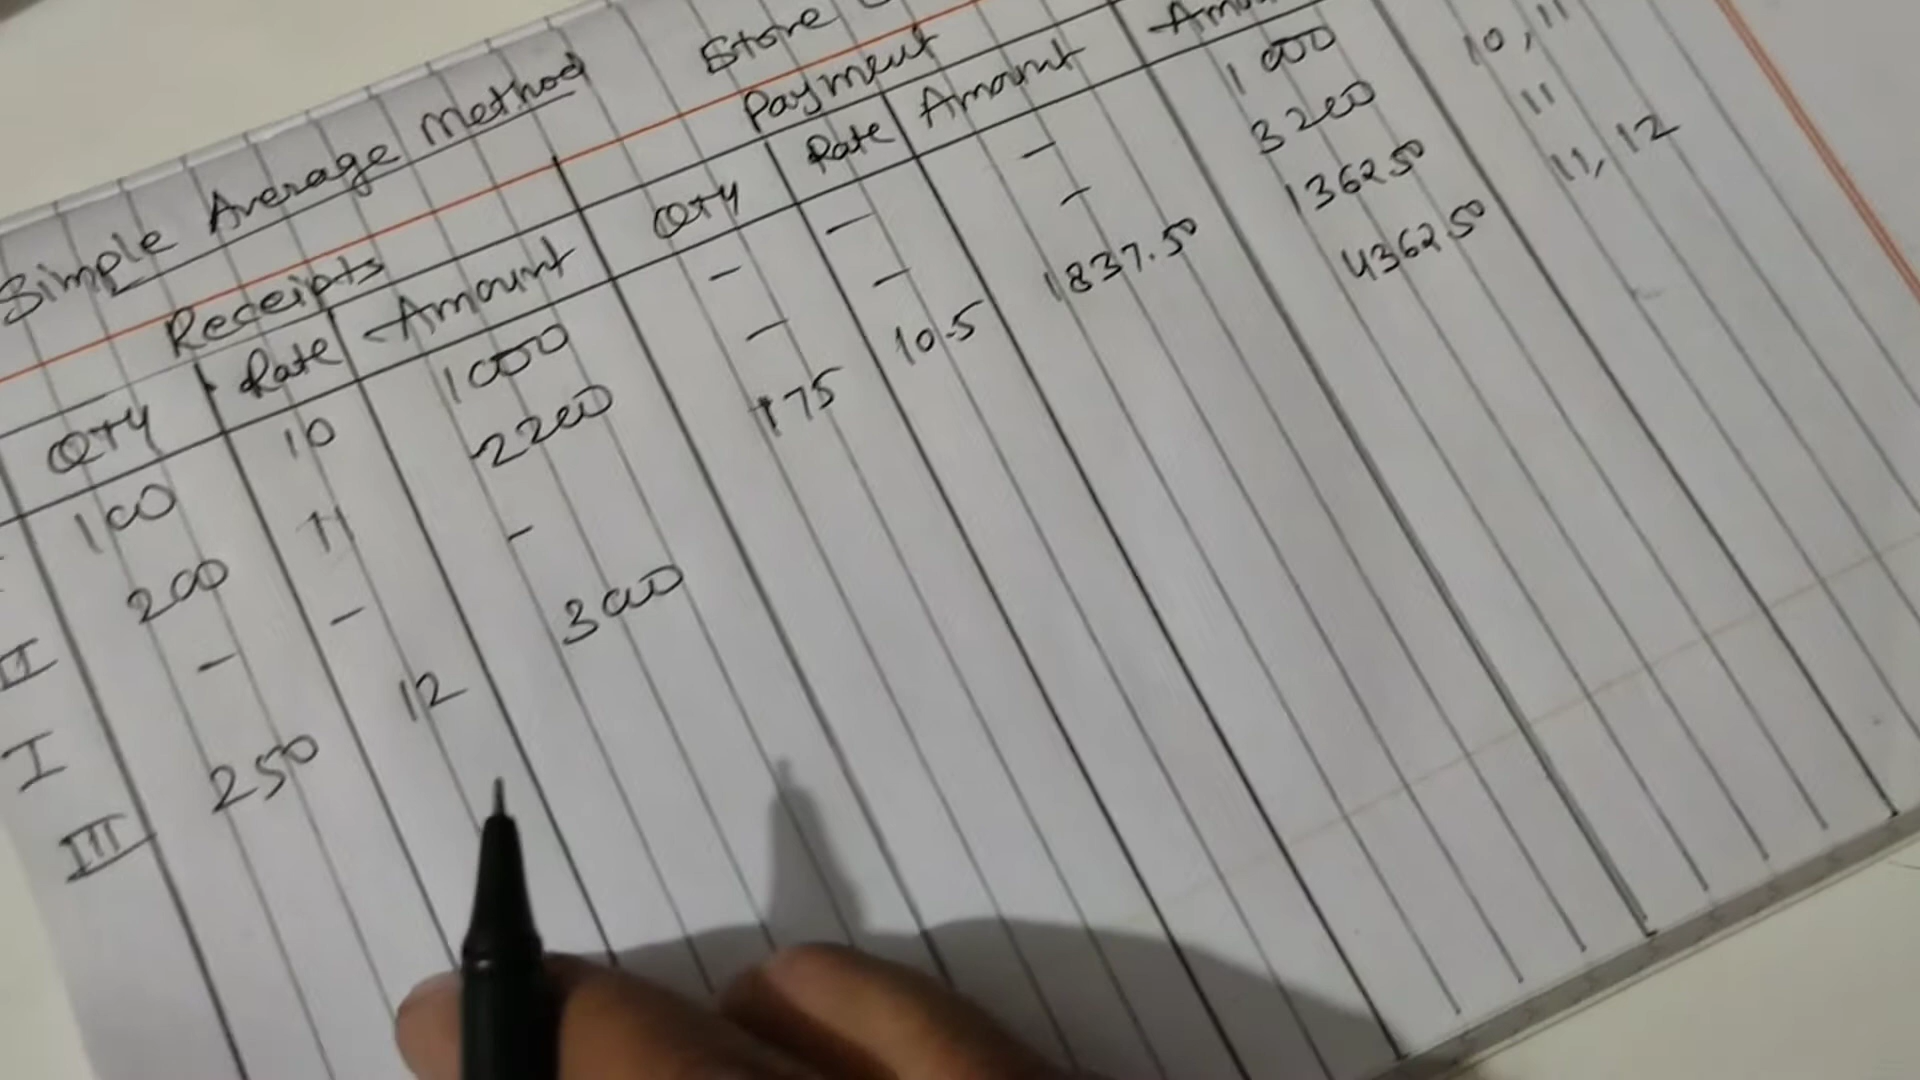 Simple Average Method Store
Receipts Payment
QTY Rate Amount QTY Rate Amount
100 10 1000 - - - 1000 10, 11
II 200 11 2200 - - - 3200 11
I - - - 175 10.5 1837.50 1362.50 11, 12
III 250 12 3000 4362.50